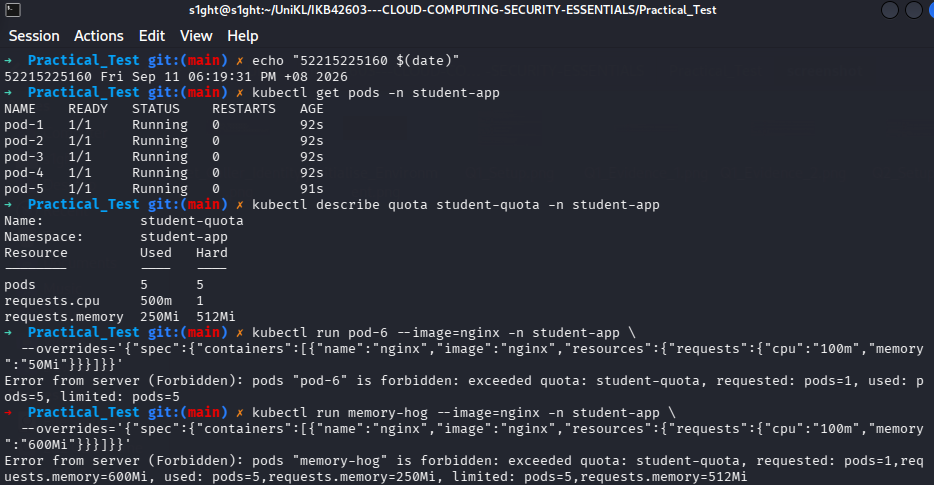 s1ght@s1ght:~/UniKL/IKB42603---CLOUD-COMPUTING-SECURITY-ESSENTIALS/Practical_Test
Session Actions Edit View Help
→ Practical_Test git:(main) ✗ echo "52215225160 $(date)"
52215225160 Fri Sep 11 06:19:31 PM +08 2026
→ Practical_Test git:(main) ✗ kubectl get pods -n student-app
NAME READY STATUS RESTARTS AGE
pod-1 1/1 Running 0 92s
pod-2 1/1 Running 0 92s
pod-3 1/1 Running 0 92s
pod-4 1/1 Running 0 92s
pod-5 1/1 Running 0 91s
→ Practical_Test git:(main) ✗ kubectl describe quota student-quota -n student-app
Name: student-quota
Namespace: student-app
Resource Used Hard
-------- ---- ----
pods 5 5
requests.cpu 500m 1
requests.memory 250Mi 512Mi
→ Practical_Test git:(main) ✗ kubectl run pod-6 --image=nginx -n student-app \
--overrides='{"spec":{"containers":[{"name":"nginx","image":"nginx","resources":{"requests":{"cpu":"100m","memory
":"50Mi"}}}]}}'
Error from server (Forbidden): pods "pod-6" is forbidden: exceeded quota: student-quota, requested: pods=1, used: p
ods=5, limited: pods=5
→ Practical_Test git:(main) ✗ kubectl run memory-hog --image=nginx -n student-app \
--overrides='{"spec":{"containers":[{"name":"nginx","image":"nginx","resources":{"requests":{"cpu":"100m","memory
":"600Mi"}}}]}}'
Error from server (Forbidden): pods "memory-hog" is forbidden: exceeded quota: student-quota, requested: pods=1,req
uests.memory=600Mi, used: pods=5,requests.memory=250Mi, limited: pods=5,requests.memory=512Mi